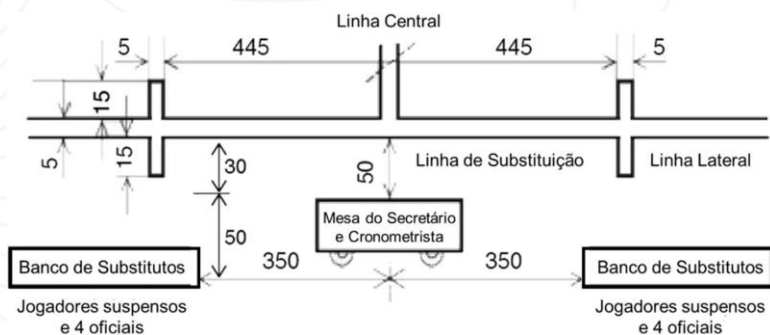 Linha Central
5
445
445
5
15
5
15
30
50
Linha de Substituição
Linha Lateral
50
Mesa do Secretário
e Cronometrista
Banco de Substitutos
350
350
Banco de Substitutos
Jogadores suspensos
e 4 oficiais
Jogadores suspensos
e 4 oficiais